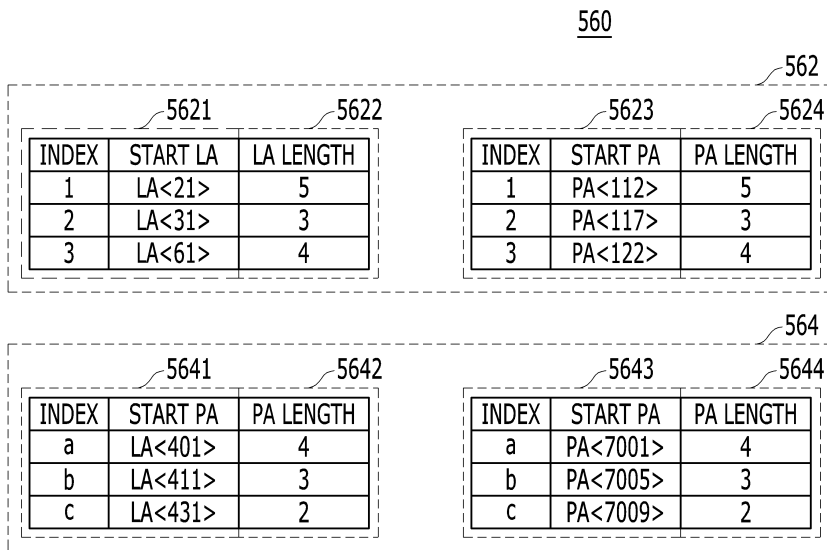 560
562
5621 5622 5623 5624
INDEX START LA LA LENGTH INDEX START PA PA LENGTH
1 LA<21> 5 1 PA<112> 5
2 LA<31> 3 2 PA<117> 3
3 LA<61> 4 3 PA<122> 4
564
5641 5642 5643 5644
INDEX START PA PA LENGTH INDEX START PA PA LENGTH
a LA<401> 4 a PA<7001> 4
b LA<411> 3 b PA<7005> 3
c LA<431> 2 c PA<7009> 2